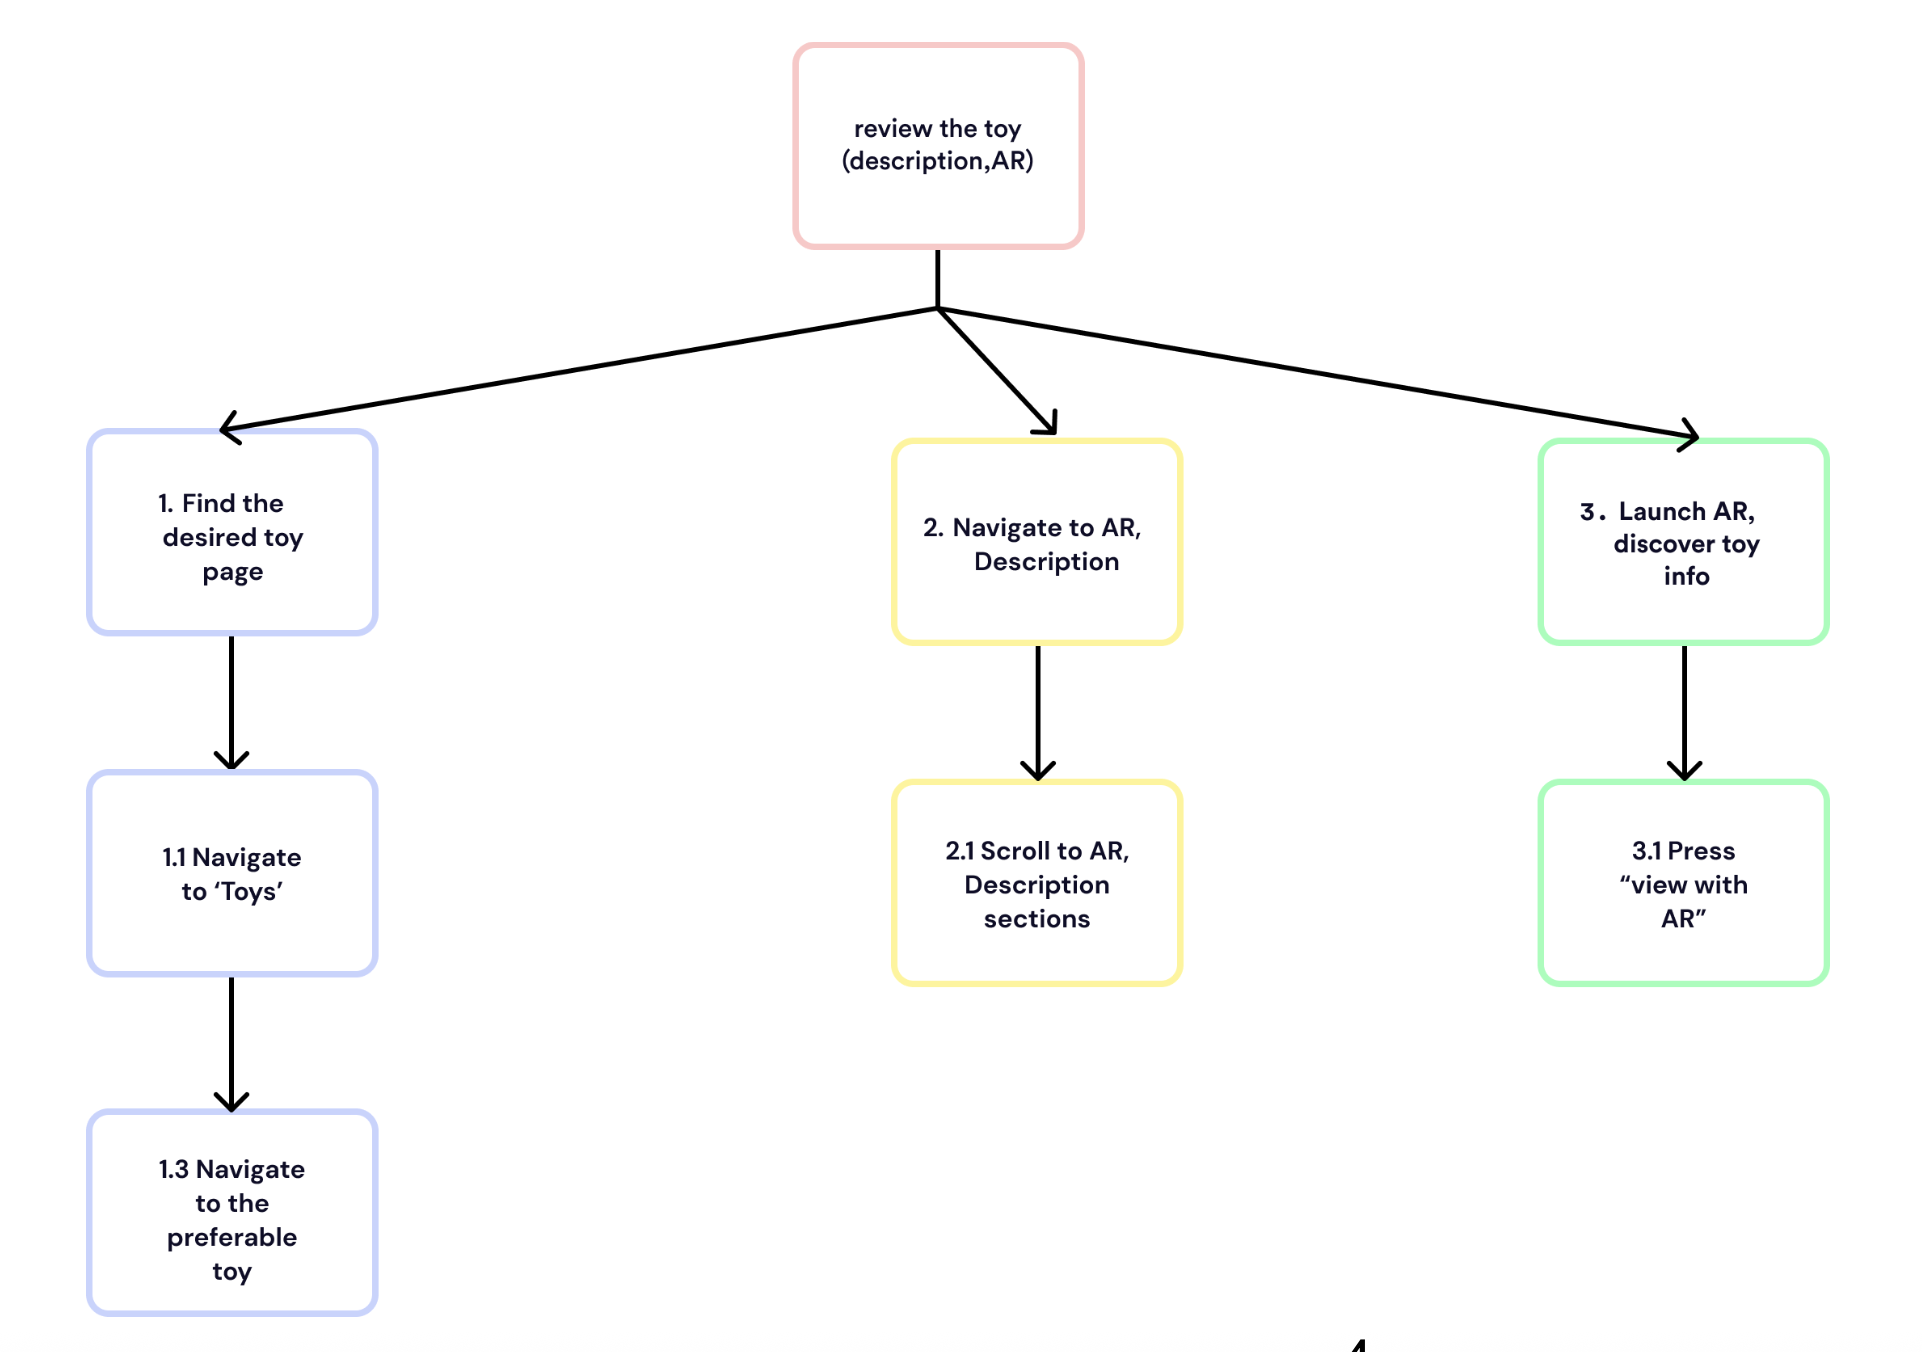 review the toy
(description,AR)
1. Find the
desired toy
page
2. Navigate to AR,
Description
3. Launch AR,
discover toy
info
1.1 Navigate
to ‘Toys’
2.1 Scroll to AR,
Description
sections
3.1 Press
“view with
AR”
1.3 Navigate
to the
preferable
toy